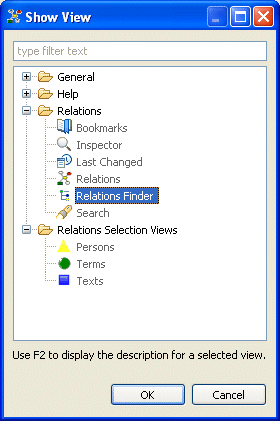 Show View
type filter text
General
Help
Relations
Bookmarks
Inspector
Last Changed
Relations
Relations Finder
Search
Relations Selection Views
Persons
Terms
Texts
Use F2 to display the description for a selected view.
OK
Cancel